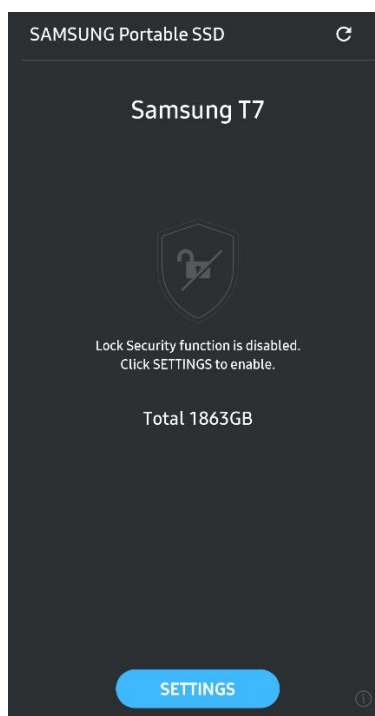 SAMSUNG Portable SSD
Samsung T7
Lock Security function is disabled.
Click SETTINGS to enable.
Total 1863GB
SETTINGS